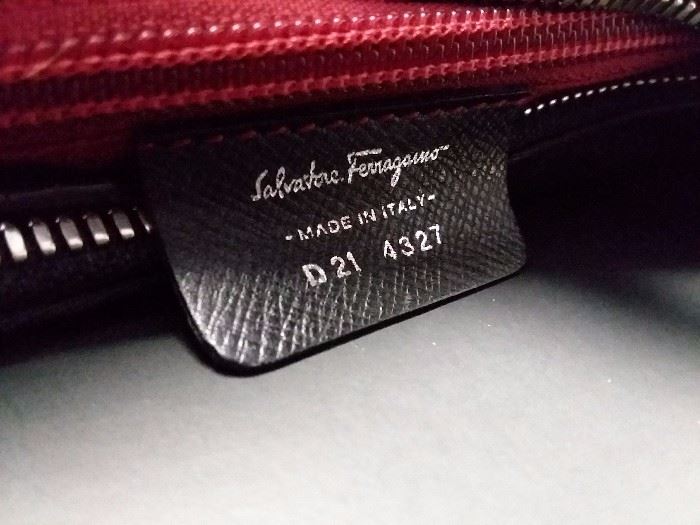 Salvatore Ferragamo
- MADE IN ITALY -
D 21 4327